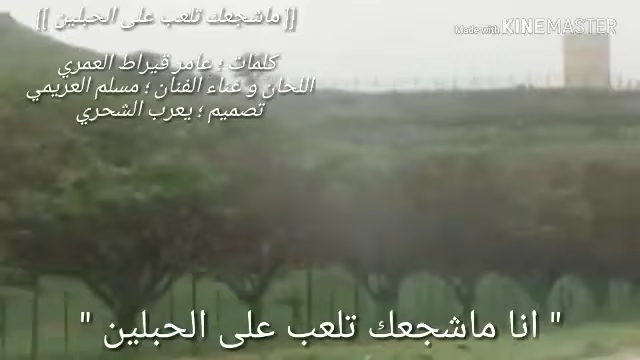 [[ ماشجعك تلعب على الحبلين ]]
Made with KINEMASTER
كلمات ؛ عامر قيراط العمري
اللحان و غناء الفنان ؛ مسلم العريمي
تصميم ؛ يعرب الشحري
" انا ماشجعك تلعب على الحبلين "